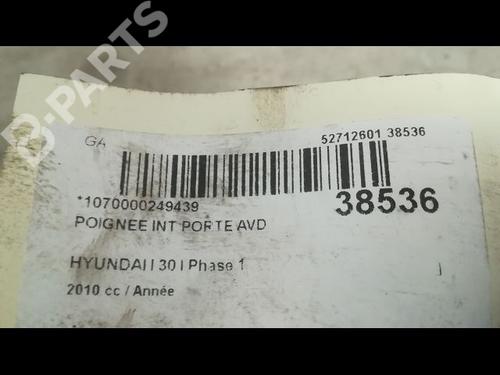 B-PARTS
GA
52712601 38536
*1070000249439
38536
POIGNEE INT PORTE AVD
HYUNDAI I 30 I Phase 1
2010 cc / Année